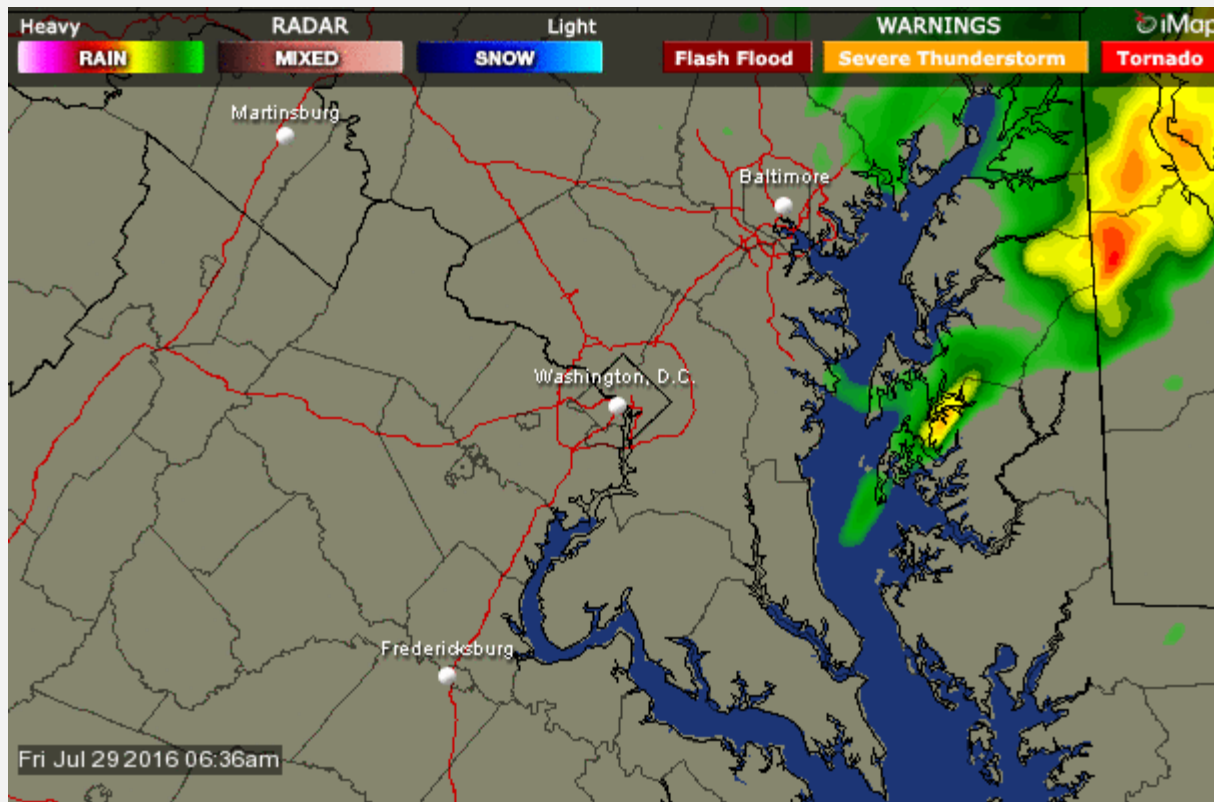 Heavy RADAR Light WARNINGS iMap
RAIN MIXED SNOW Flash Flood Severe Thunderstorm Tornado
Martinsburg
Baltimore
Washington, D.C.
Fredericksburg
Fri Jul 29 2016 06:36am